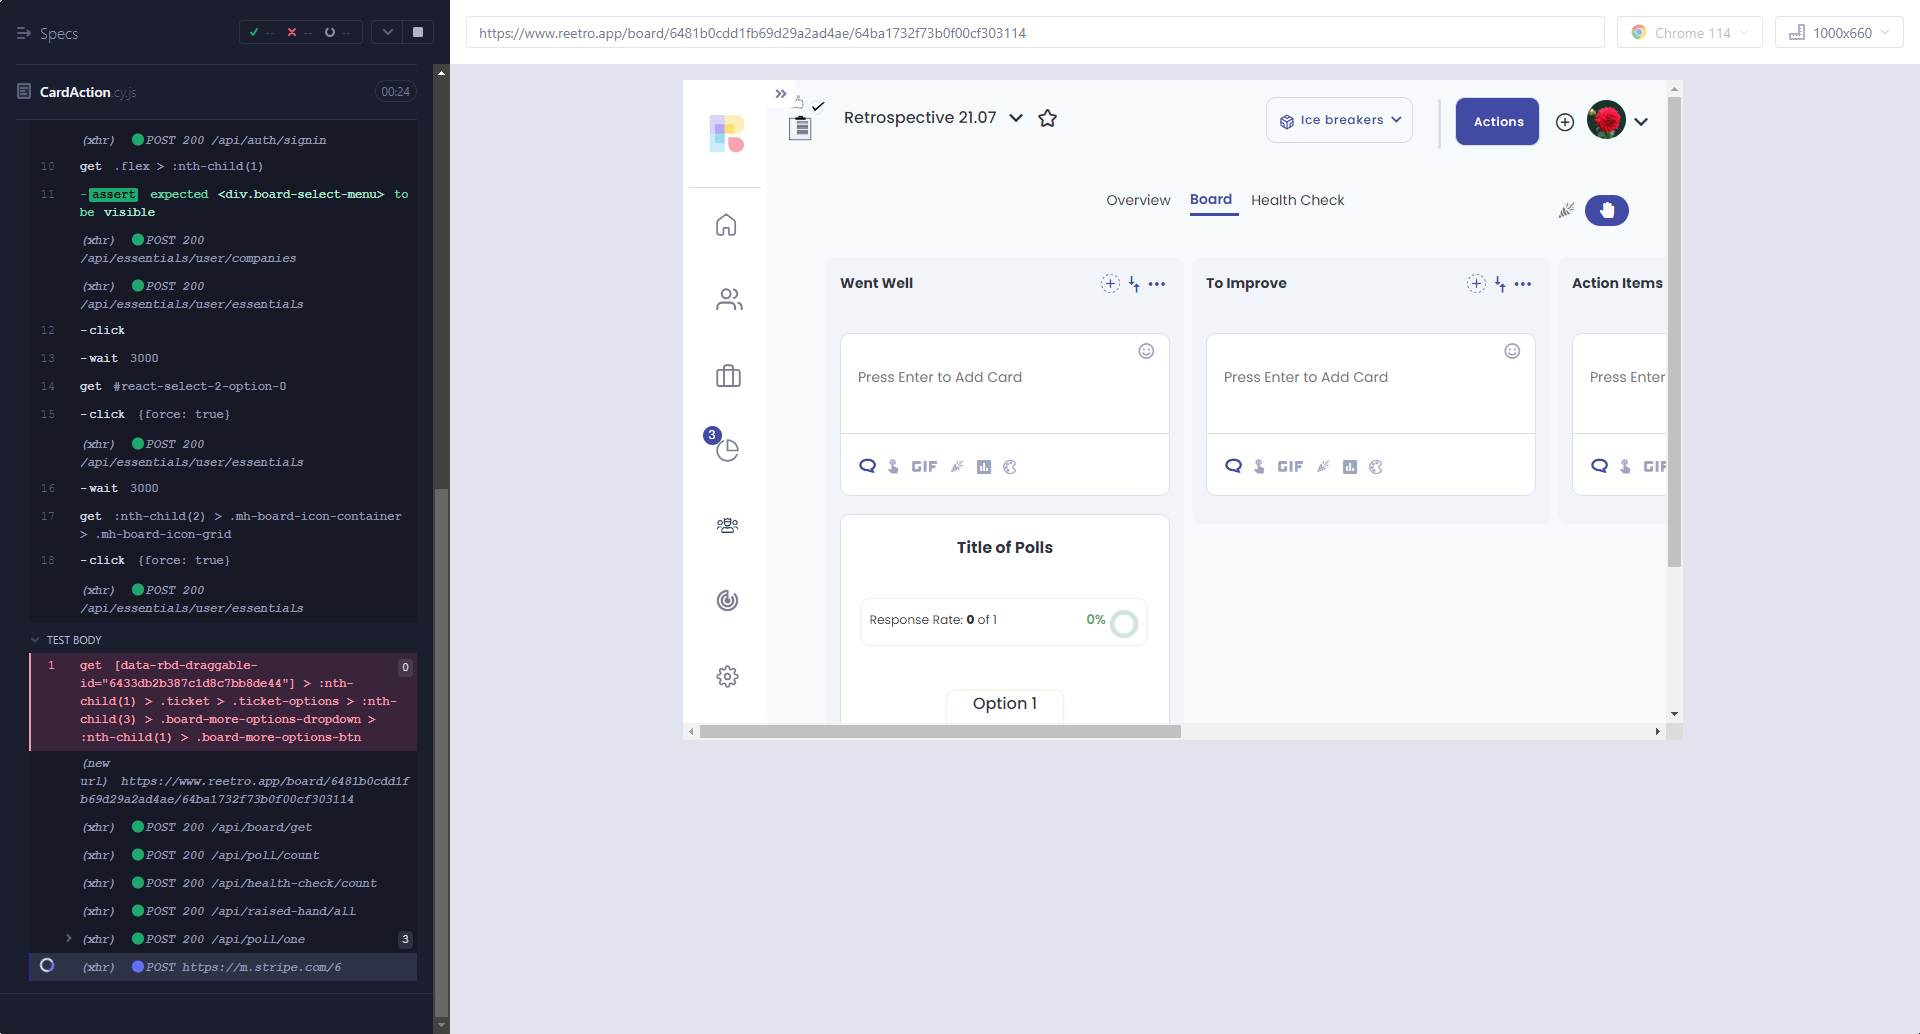 Specs
-- -- --
https://www.reetro.app/board/6481b0cdd1fb69d29a2ad4ae/64ba1732f73b0f00cf303114
Chrome 114
1000x660
CardAction.cy.js
00:24
(xhr) POST 200 /api/auth/signin
10 get .flex > :nth-child(1)
11 -assert expected <div.board-select-menu> to
be visible
(xhr) POST 200
/api/essentials/user/companies
(xhr) POST 200
/api/essentials/user/essentials
12 -click
13 -wait 3000
14 get #react-select-2-option-0
15 -click {force: true}
(xhr) POST 200
/api/essentials/user/essentials
16 -wait 3000
17 get :nth-child(2) > .mh-board-icon-container
> .mh-board-icon-grid
18 -click {force: true}
(xhr) POST 200
/api/essentials/user/essentials
TEST BODY
1 get [data-rbd-draggable- 0
id="6433db2b387c1d8c7bb8de44"] > :nth-
child(1) > .ticket > .ticket-options > :nth-
child(3) > .board-more-options-dropdown >
:nth-child(1) > .board-more-options-btn
(new
url) https://www.reetro.app/board/6481b0cdd1f
b69d29a2ad4ae/64ba1732f73b0f00cf303114
(xhr) POST 200 /api/board/get
(xhr) POST 200 /api/poll/count
(xhr) POST 200 /api/health-check/count
(xhr) POST 200 /api/raised-hand/all
(xhr) POST 200 /api/poll/one 3
(xhr) POST https://m.stripe.com/6
Retrospective 21.07
Ice breakers
Actions
Overview Board Health Check
3
Went Well
Press Enter to Add Card
GIF
Title of Polls
Response Rate: 0 of 1 0%
Option 1
To Improve
Press Enter to Add Card
GIF
Action Items
Press Enter
GIF